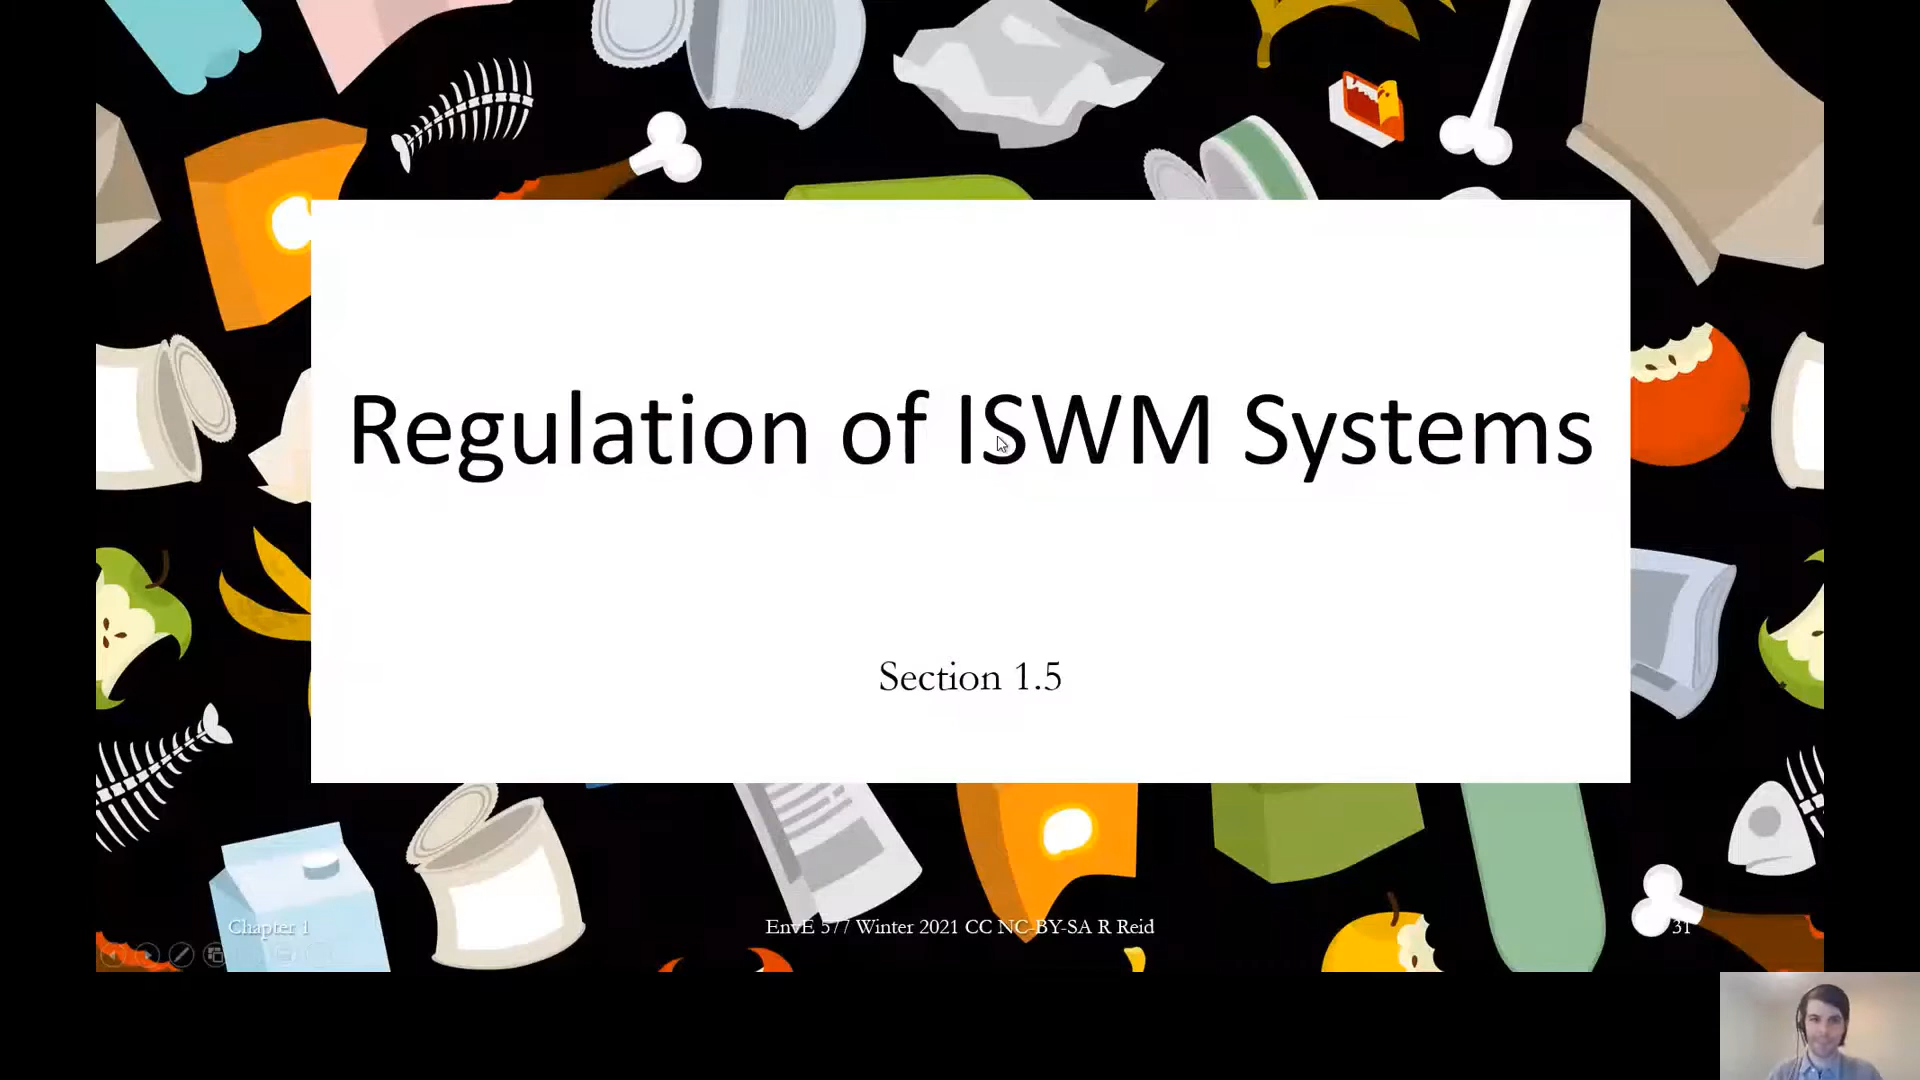 Regulation of ISWM Systems
Section 1.5
Chapter 1
EnvE 577 Winter 2021 CC NC-BY-SA R Reid
31